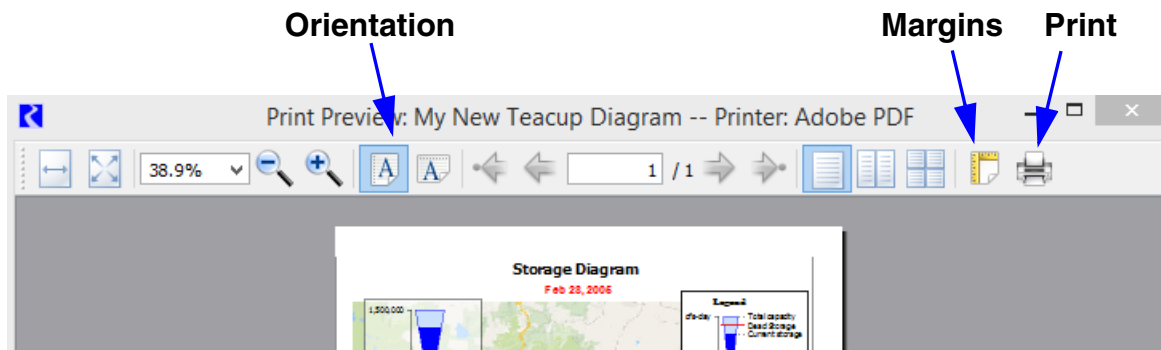 Orientation Margins Print
Print Preview: My New Teacup Diagram -- Printer: Adobe PDF
38.9% A A 1 / 1
Storage Diagram
Feb 28, 2006
1,500,000
Legend
cfs-day
Total capacity
Dead Storage
Current storage